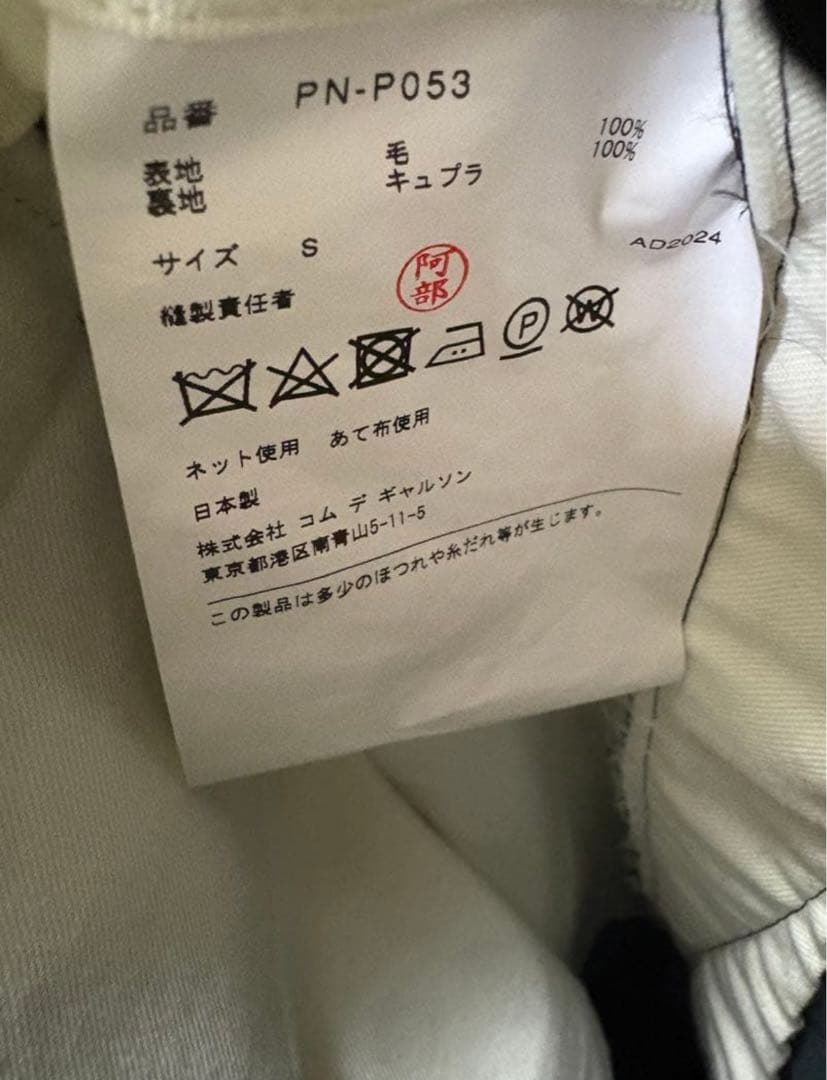 品番 PN-P053
表地 毛 100%
裏地 キュプラ 100%
AD2024
サイズ S
縫製責任者 阿部
P
W
ネット使用 あて布使用
日本製
株式会社 コム デ ギャルソン
東京都港区南青山5-11-5
この製品は多少のほつれや糸だれ等が生じます。